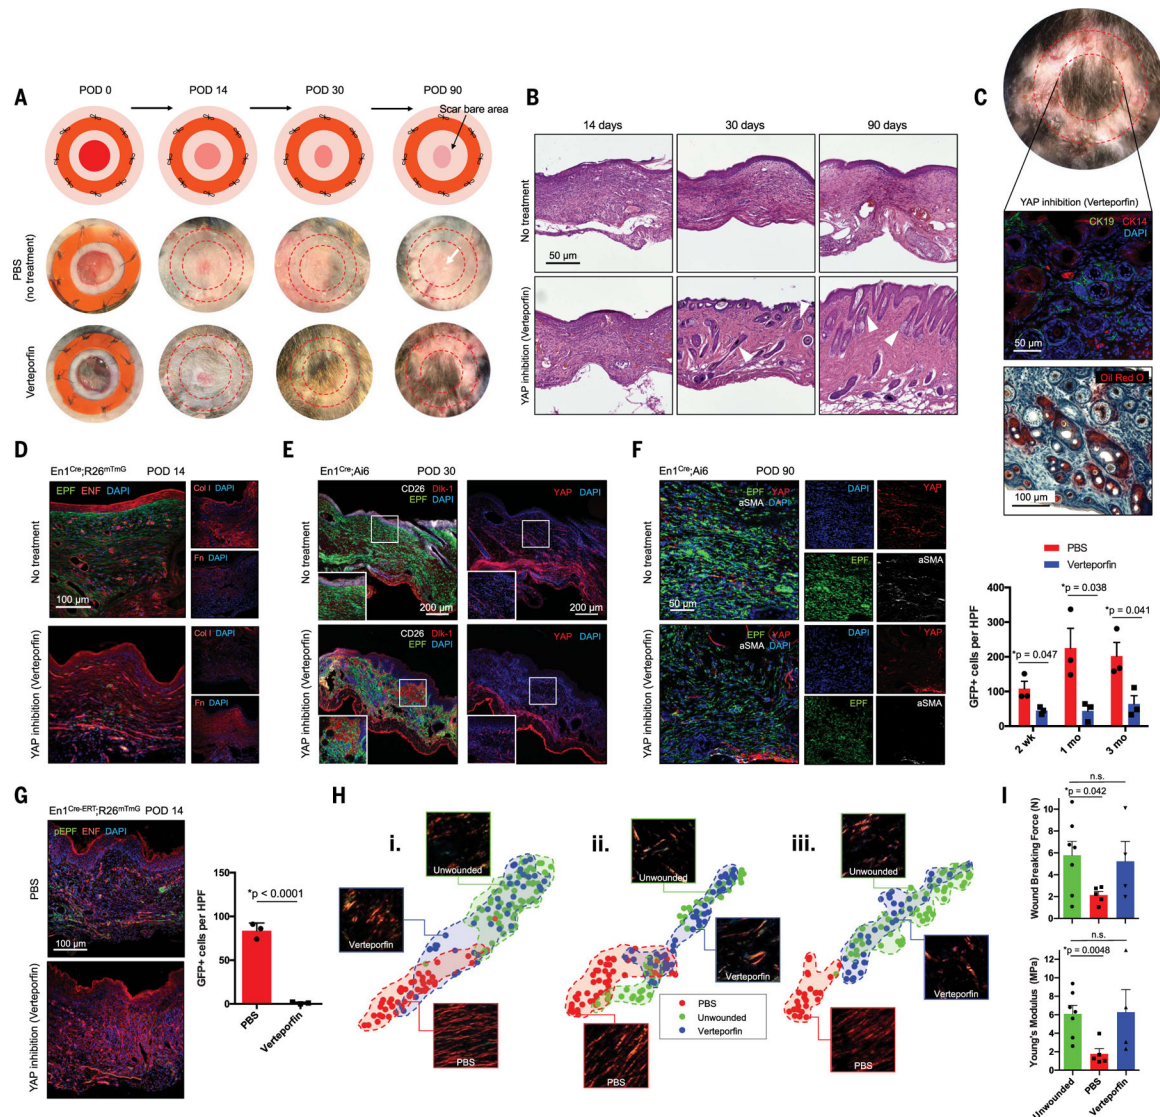 A
POD 0
POD 14
POD 30
POD 90
Scar bare area
PBS
(no treatment)
Verteporfin
B
14 days
30 days
90 days
No treatment
50 µm
YAP inhibition (Verteporfin)
C
YAP inhibition (Verteporfin)
CK19 CK14
DAPI
50 µm
Oil Red O
100 µm
D
En1Cre;R26mTmG POD 14
EPF ENF DAPI
Col I DAPI
No treatment
100 µm
Fn DAPI
Col I DAPI
YAP inhibition (Verteporfin)
Fn DAPI
E
En1Cre;Ai6 POD 30
CD26 Dlk-1
EPF DAPI
YAP DAPI
No treatment
200 µm
200 µm
CD26 Dlk-1
EPF DAPI
YAP DAPI
YAP inhibition (Verteporfin)
F
En1Cre;Ai6 POD 90
EPF YAP
aSMA DAPI
DAPI
YAP
No treatment
50 µm
EPF
aSMA
EPF YAP
aSMA DAPI
DAPI
YAP
YAP inhibition (Verteporfin)
EPF
aSMA
PBS
Verteporfin
GFP+ cells per HPF
400
300
200
100
0
*p = 0.047
*p = 0.038
*p = 0.041
2 wk
1 mo
3 mo
G
En1Cre-ERT;R26mTmG POD 14
pEPF ENF DAPI
PBS
100 µm
YAP inhibition (Verteporfin)
GFP+ cells per HPF
150
100
50
0
*p < 0.0001
PBS
Verteporfin
H
i.
Unwounded
Verteporfin
PBS
ii.
Unwounded
Verteporfin
PBS
PBS
Unwounded
Verteporfin
iii.
Unwounded
Verteporfin
PBS
I
n.s.
*p = 0.042
Wound Breaking Force (N)
10
8
6
4
2
0
n.s.
*p = 0.0048
Young's Modulus (MPa)
12
10
8
6
4
2
0
Unwounded
PBS
Verteporfin